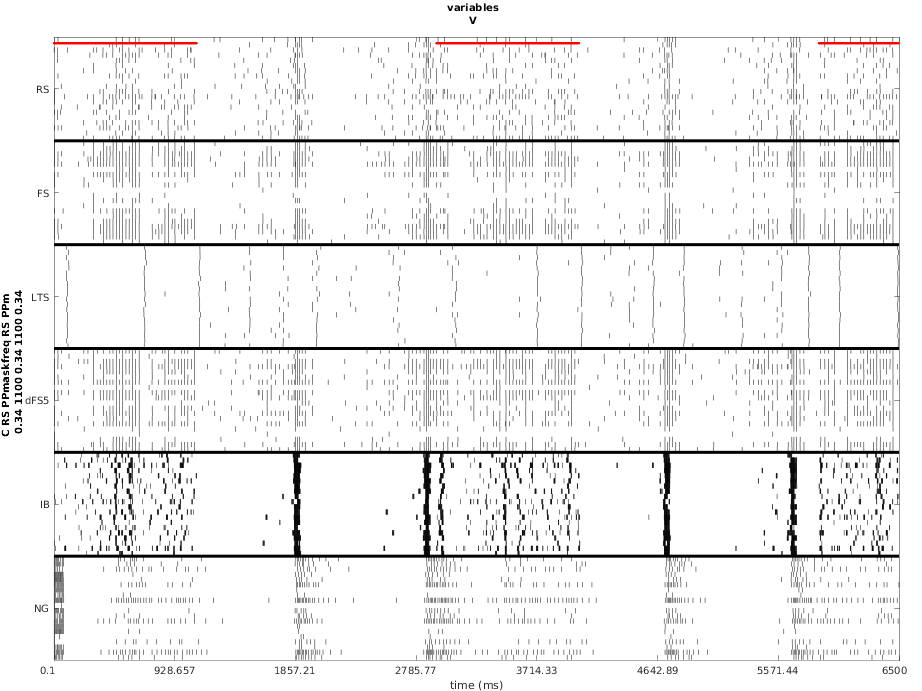 variables
V
RS
FS
LTS
dFS5
IB
NG
C RS PPmaskfreq RS PPm
0.34 1100 0.34 1100 0.34
0.1 928.657 1857.21 2785.77 3714.33 4642.89 5571.44 6500
time (ms)